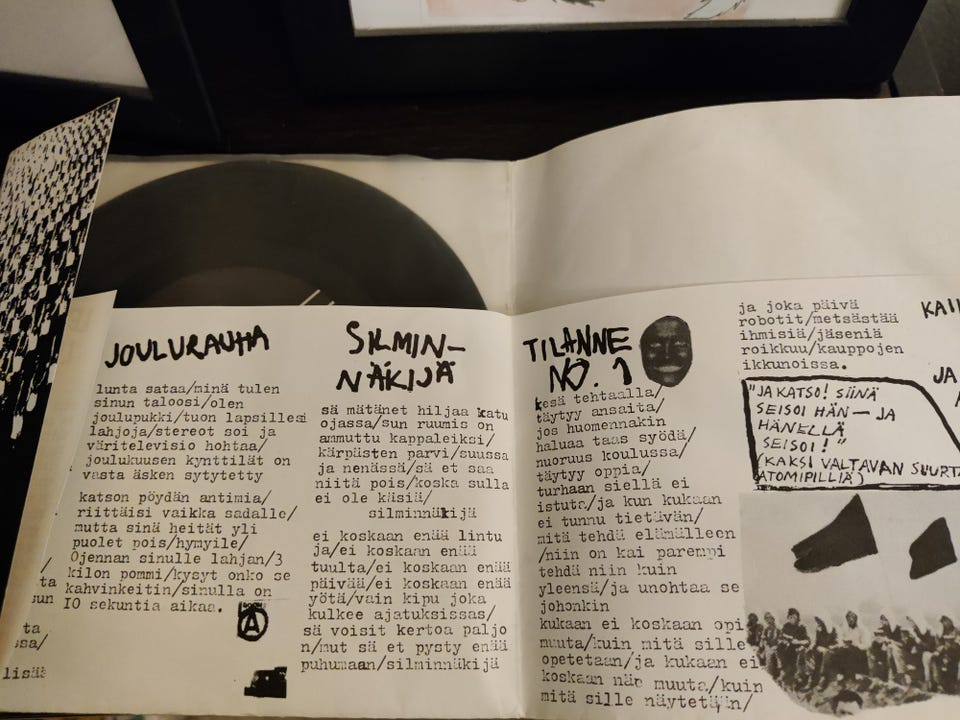 JOULURAUHA
lunta sataa/minä tulen
sinun taloosi/olen
joulupukki/tuon lapsillesi
lahjoja/stereot soi ja
väritelevisio hohtaa/
joulukuusen kynttilät on
vasta äsken sytytetty
katson pöydän antimia/
riittäisi vaikka sadalle/
mutta sinä heität yli
puolet pois/hymyile/
Ojennan sinulle lahjan/3
kilon pommi/kysyt onko se
kahvinkeitin/sinulla on
IO sekuntia aikaa.
A
SILMIN-
NÄKIJÄ
sä mätänet hiljaa katu
ojassa/sun ruumis on
ammuttu kappaleiksi/
kärpästen parvi/suussa
ja nenässä/sä et saa
niitä pois/koska sulla
ei ole käsiä/
silminnäkijä
ei koskaan enää lintu
ja/ei koskaan enää
tuulta/ei koskaan enää
päivää/ei koskaan enää
yötä/vain kipu joka
kulkee ajatuksissas/
sä voisit kertoa paljo
n/mut sä et pysty enää
puhumaan/silminnäkijä
TILANNE
NO. 1
kesä tehtaalla/
täytyy ansaita/
jos huomennakin
haluaa taas syödä/
nuoruus koulussa/
täytyy oppia/
turhaan siellä ei
istuta/ja kun kukaan
ei tunnu tietävän/
mitä tehdä elämälleen
/niin on kai parempi
tehdä niin kuin
yleensä/ja unohtaa se
johonkin
kukaan ei koskaan opi
muuta/kuin mitä sille
opetetaan/ja kukaan ei
koskaan näe muuta/kuin
mitä sille näytetään/
ja joka päivä
robotit/metsästää
ihmisiä/jäseniä
roikkuu/kauppojen
ikkunoissa.
"JA KATSO! SIINÄ
SEISOI HÄN — JA
HÄNELLÄ
SEISOI!"
(KAKSI VALTAVAN SUURTA
ATOMIPILLIÄ)
JA
lisää